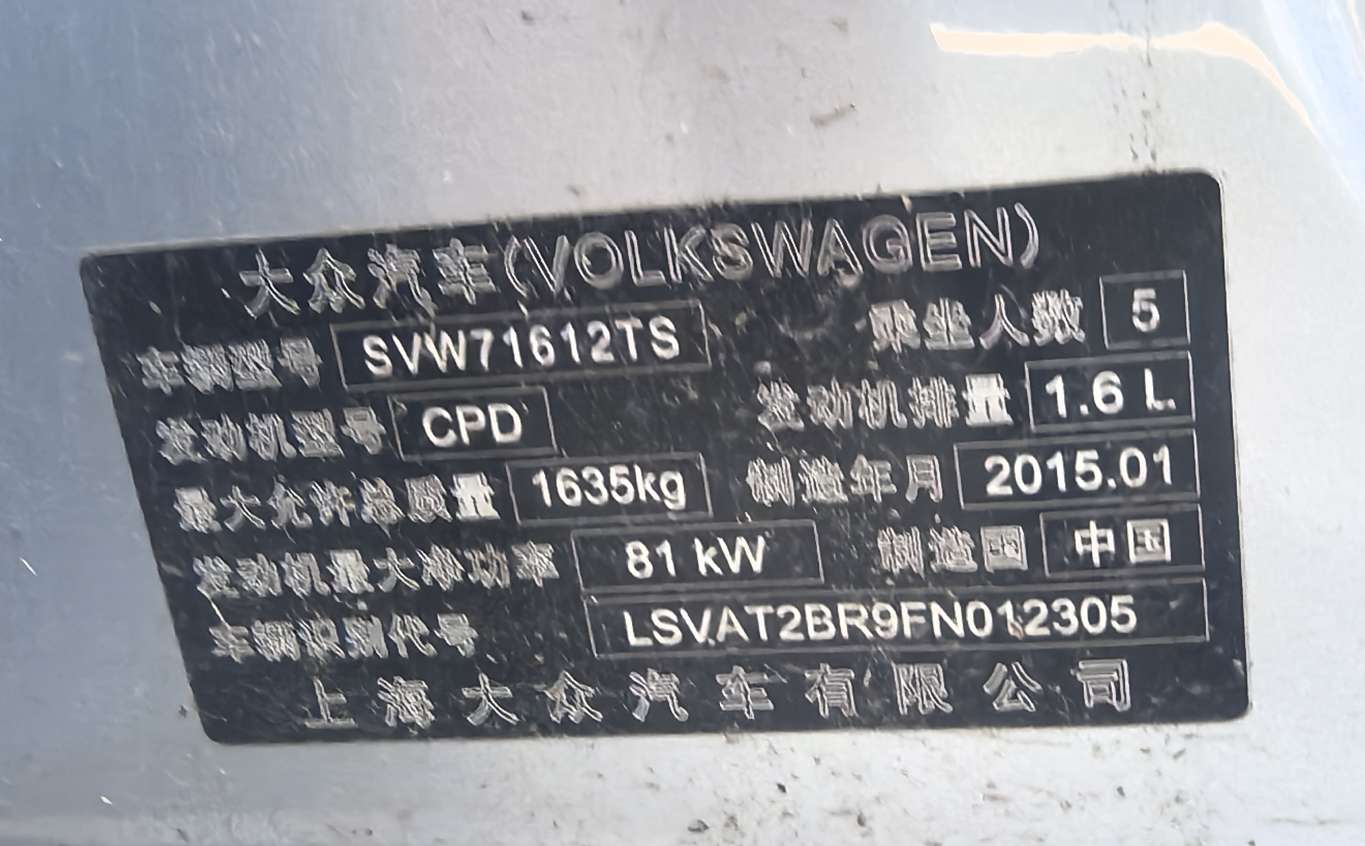 大众汽车(VOLKSWAGEN)
车辆型号 SVW71612TS 乘坐人数 5
发动机型号 CPD 发动机排量 1.6 L
最大允许总质量 1635kg 制造年月 2015.01
发动机最大净功率 81 kW 制造国 中国
车辆识别代号 LSVAT2BR9FN012305
上海大众汽车有限公司